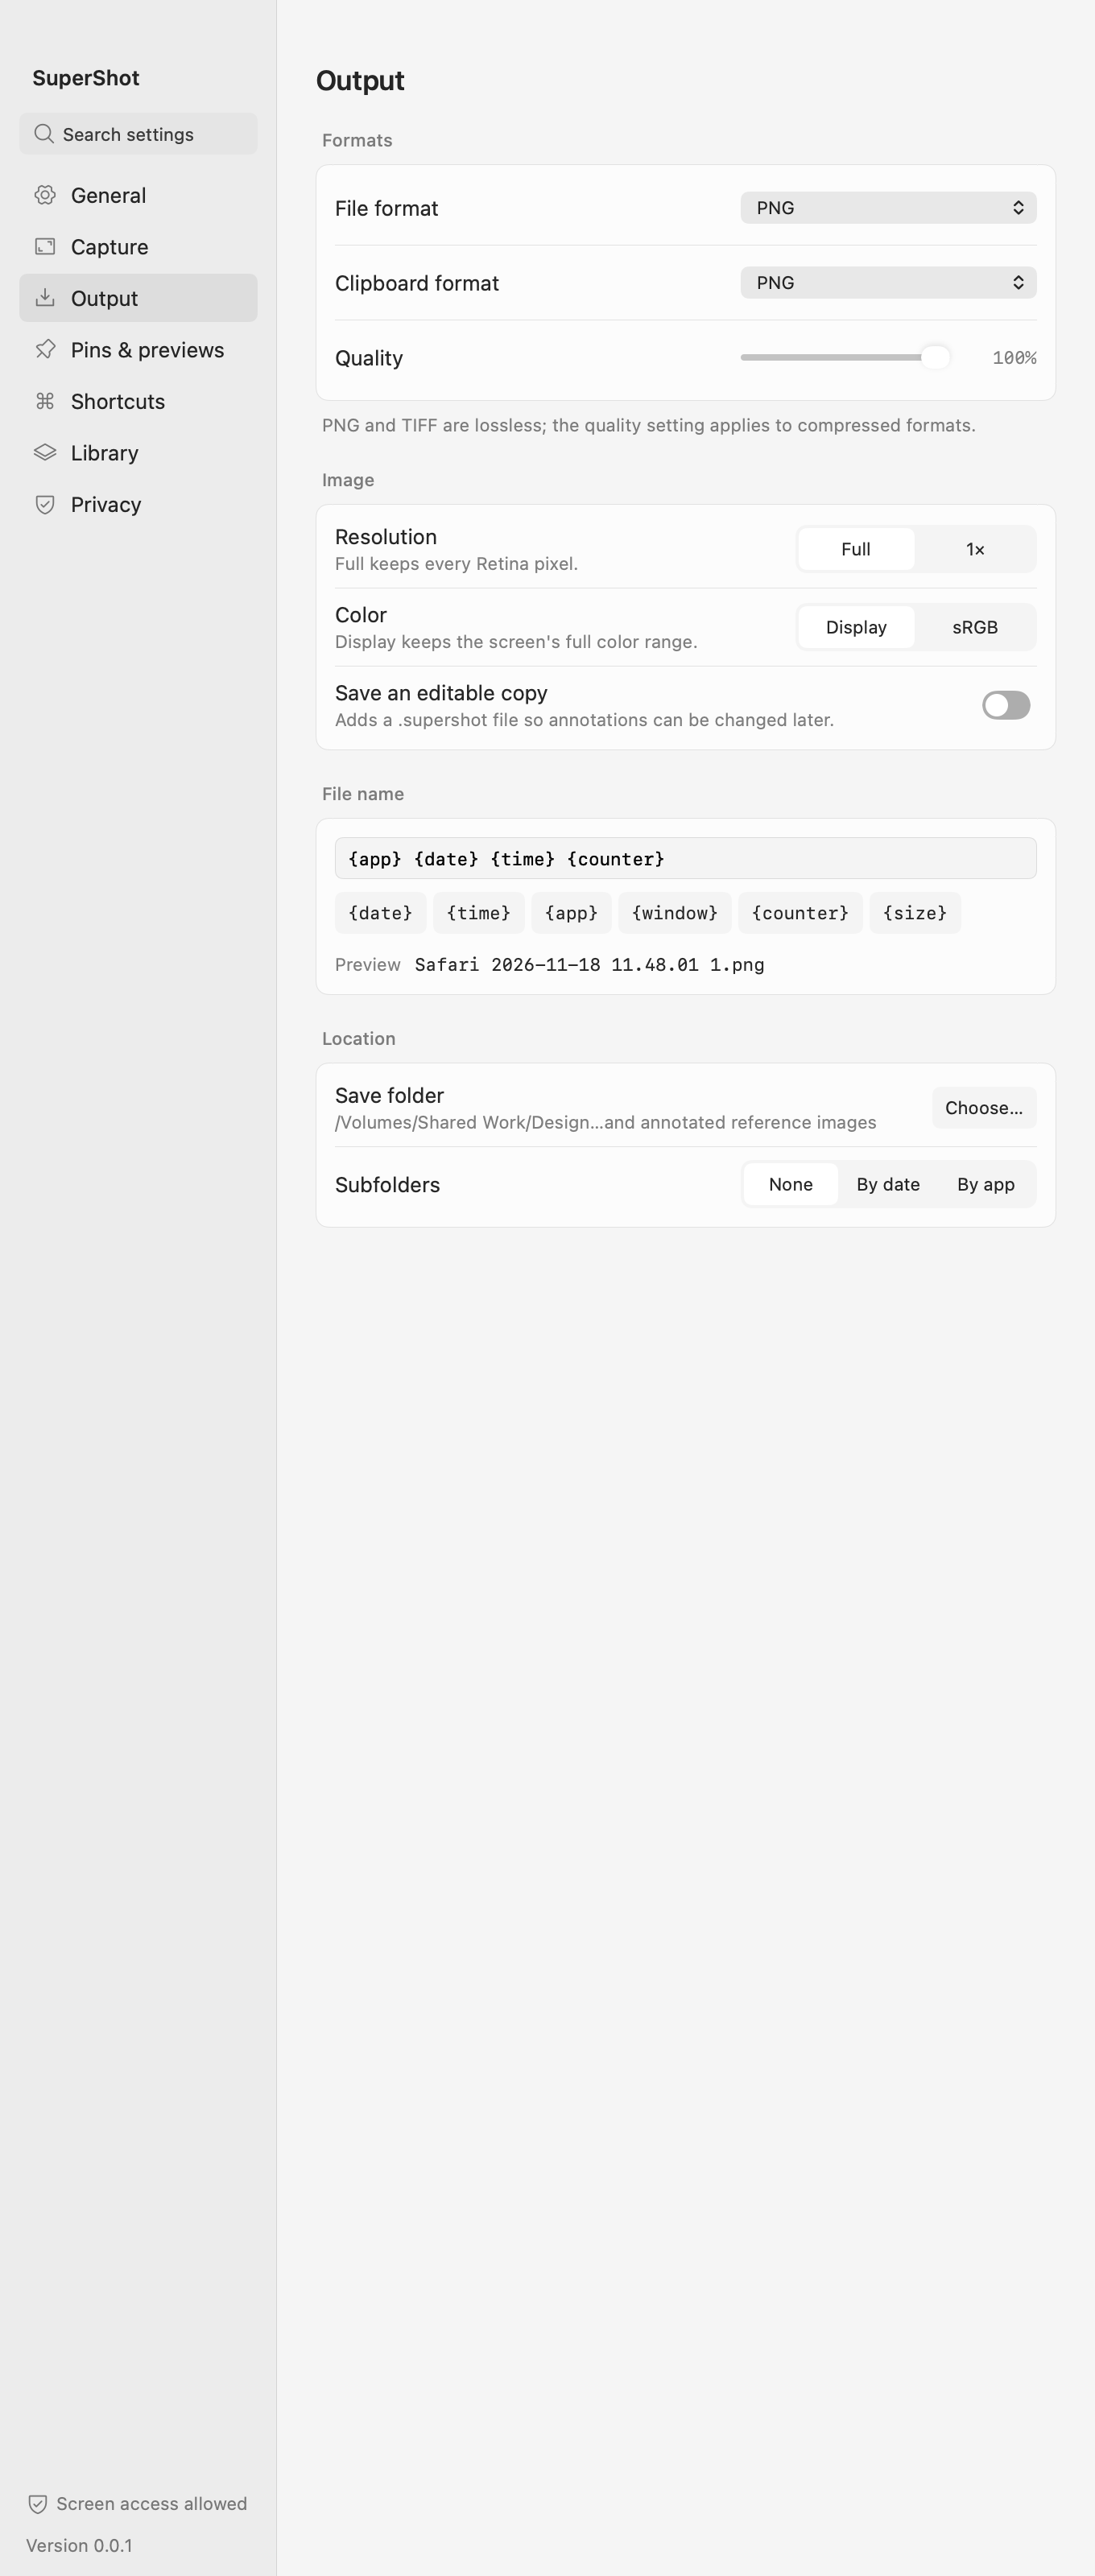 SuperShot
Search settings
General
Capture
Output
Pins & previews
Shortcuts
Library
Privacy
Screen access allowed
Version 0.0.1
Output
Formats
File format
PNG
Clipboard format
PNG
Quality
100%
PNG and TIFF are lossless; the quality setting applies to compressed formats.
Image
Resolution
Full keeps every Retina pixel.
Full
1×
Color
Display keeps the screen's full color range.
Display
sRGB
Save an editable copy
Adds a .supershot file so annotations can be changed later.
File name
{app} {date} {time} {counter}
{date} {time} {app} {window} {counter} {size}
Preview Safari 2026-11-18 11.48.01 1.png
Location
Save folder
/Volumes/Shared Work/Design...and annotated reference images
Choose...
Subfolders
None
By date
By app